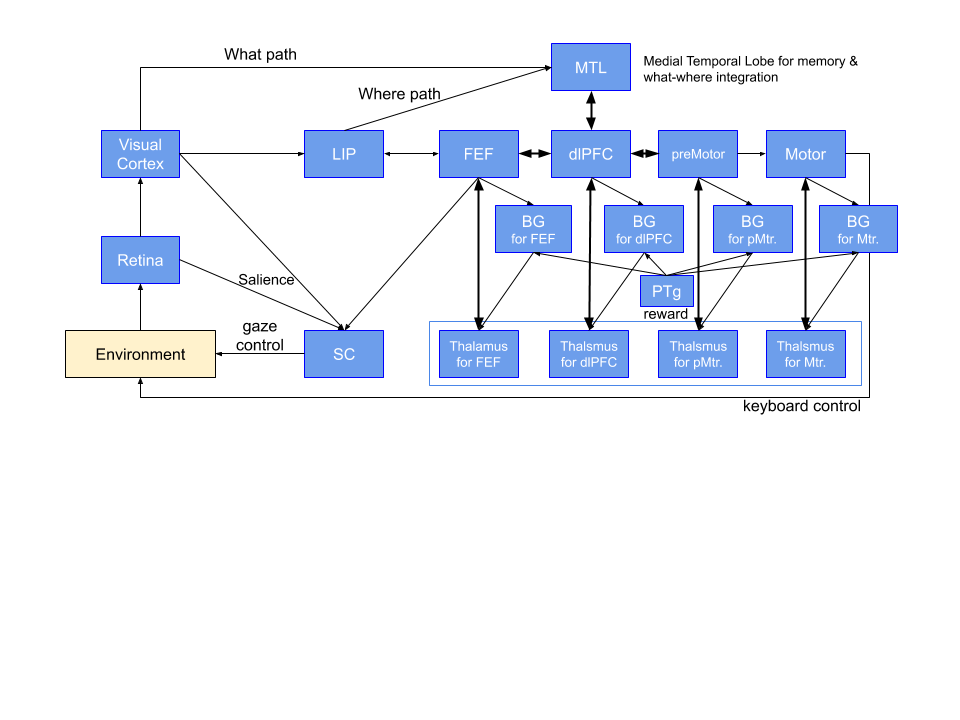 What path
MTL
Medial Temporal Lobe for memory &
what-where integration
Where path
Visual
Cortex
LIP
FEF
dlPFC
preMotor
Motor
BG
for FEF
BG
for dlPFC
BG
for pMtr.
BG
for Mtr.
Retina
Salience
PTg
reward
gaze
control
Environment
SC
Thalamus
for FEF
Thalsmus
for dlPFC
Thalsmus
for pMtr.
Thalsmus
for Mtr.
keyboard control